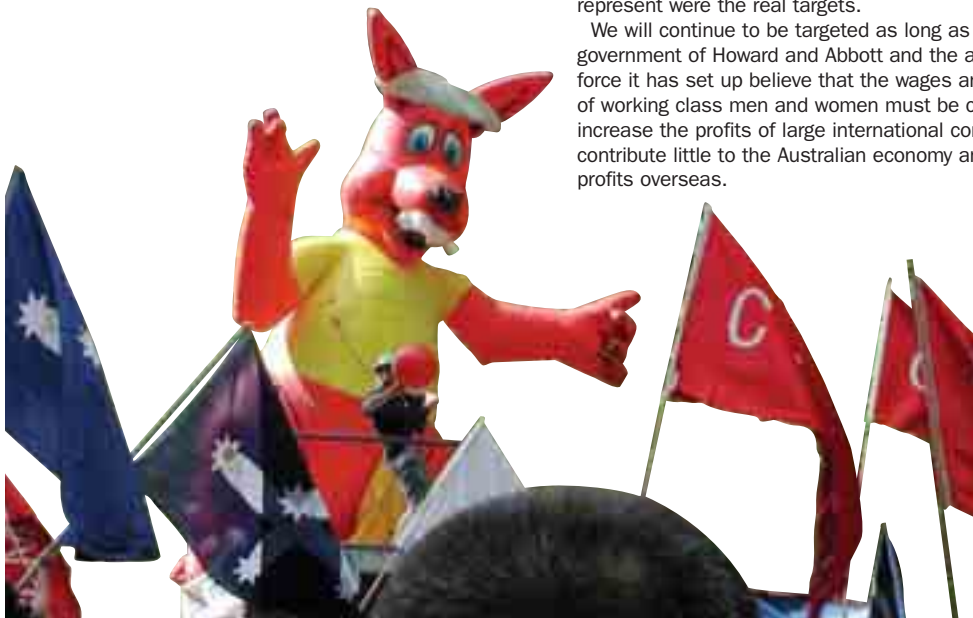 represent were the real targets.
We will continue to be targeted as long as
government of Howard and Abbott and the a
force it has set up believe that the wages an
of working class men and women must be c
increase the profits of large international co
contribute little to the Australian economy a
profits overseas.
C